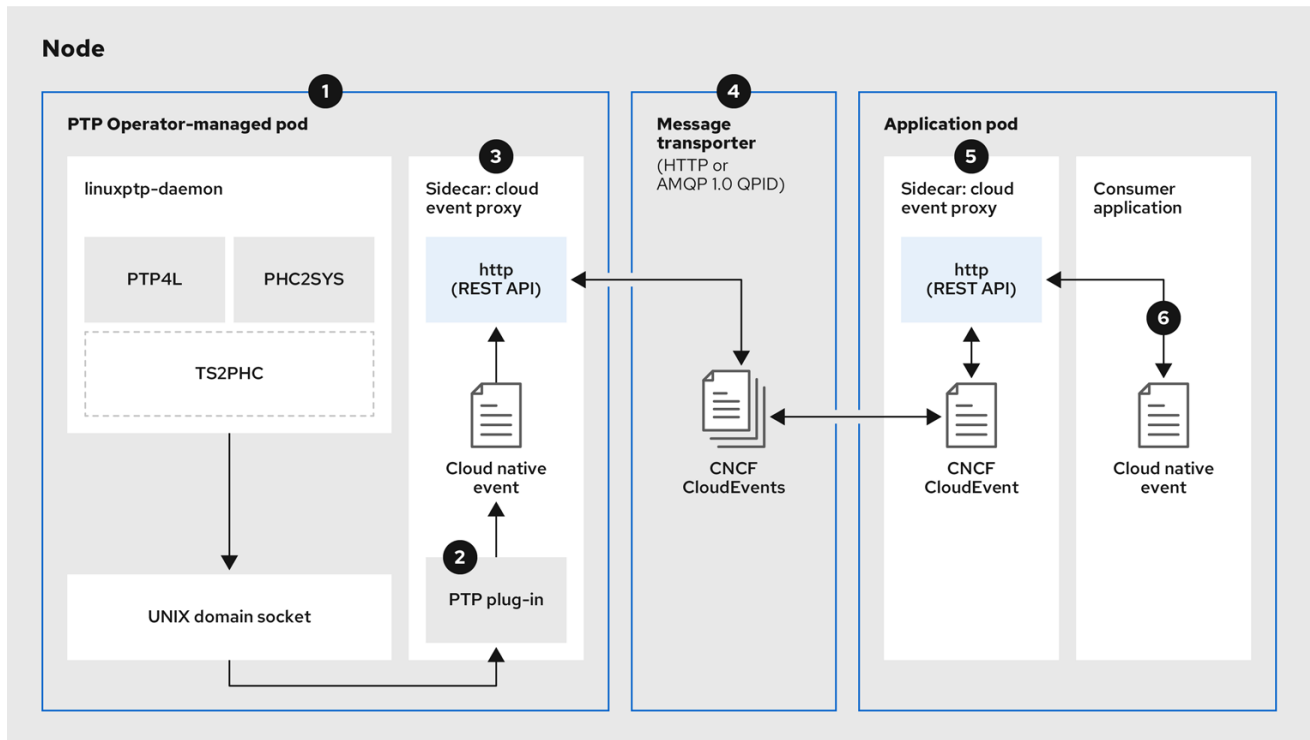 Node
1
PTP Operator-managed pod
linuxptp-daemon
PTP4L
PHC2SYS
TS2PHC
UNIX domain socket
3
Sidecar: cloud
event proxy
http
(REST API)
Cloud native
event
2
PTP plug-in
4
Message
transporter
(HTTP or
AMQP 1.0 QPID)
CNCF
CloudEvents
Application pod
5
Sidecar: cloud
event proxy
http
(REST API)
CNCF
CloudEvent
Consumer
application
6
Cloud native
event